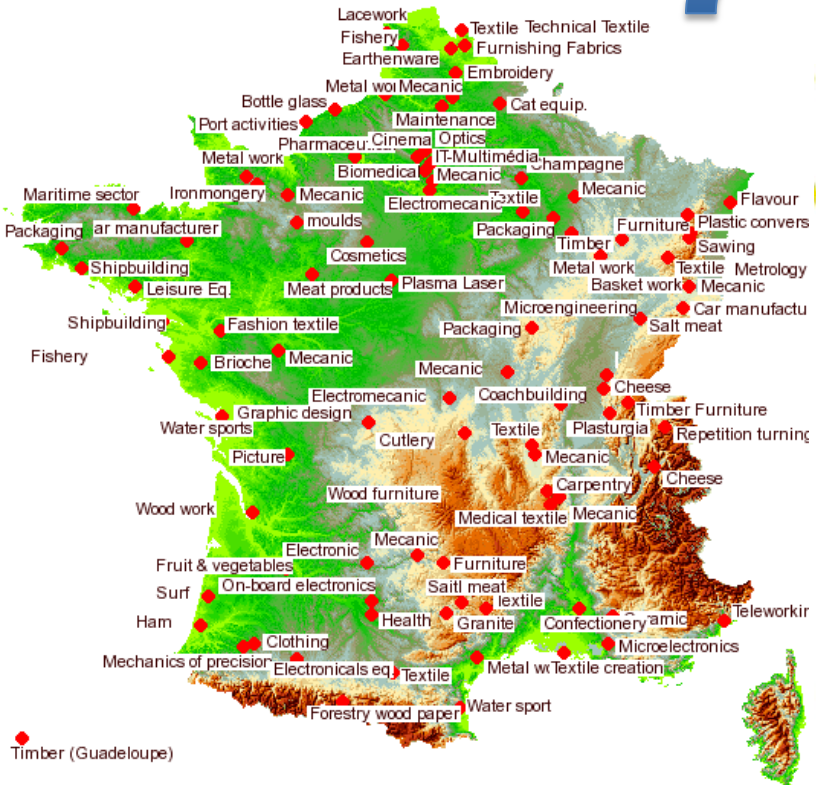 Lacework
Textile
Technical Textile
Fishery
Furnishing Fabrics
Earthenware
Embroidery
Metal wo
Mecanic
Bottle glass
Cat equip.
Port activities
Maintenance
Pharmaceut
Cinema
Optics
Metal work
IT-Multimédia
Champagne
Biomedical
Mecanic
Ironmongery
Mecanic
Mecanic
Maritime sector
Electromecanic
Textile
Flavour
Packaging
ar manufacturer
moulds
Packaging
Furniture
Plastic convers
Cosmetics
Timber
Sawing
Shipbuilding
Metal work
Textile
Metrology
Leisure Eq.
Meat products
Plasma Laser
Basket work
Mecanic
Microengineering
Car manufactu
Shipbuilding
Fashion textile
Packaging
Salt meat
Fishery
Brioche
Mecanic
Mecanic
Cheese
Electromecanic
Coachbuilding
Graphic design
Timber Furniture
Water sports
Cutlery
Textile
Plasturgia
Repetition turning
Picture
Mecanic
Cheese
Wood furniture
Carpentry
Wood work
Medical textile
Mecanic
Electronic
Mecanic
Fruit & vegetables
Furniture
Surf
On-board electronics
Saitl meat
Textile
Ham
Health
Granite
Confectionery
amic
Teleworkin
Clothing
Microelectronics
Mechanics of precision
Electronicals eq
Textile
Metal w
Textile creation
Forestry wood paper
Water sport
Timber (Guadeloupe)